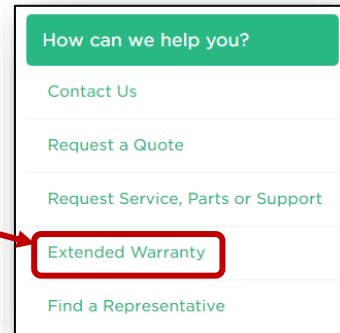 How can we help you?
Contact Us
Request a Quote
Request Service, Parts or Support
Extended Warranty
Find a Representative